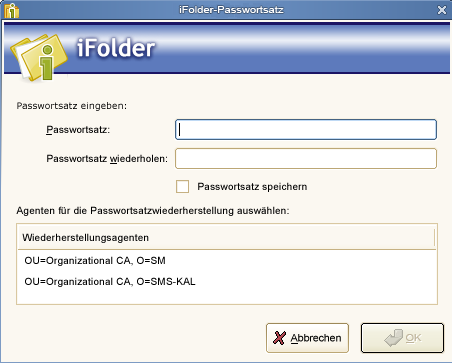 iFolder-Passwortsatz
iFolder
Passwortsatz eingeben:
Passwortsatz:
Passwortsatz wiederholen:
Passwortsatz speichern
Agenten für die Passwortsatzwiederherstellung auswählen:
Wiederherstellungsagenten
OU=Organizational CA, O=SM
OU=Organizational CA, O=SMS-KAL
Abbrechen OK